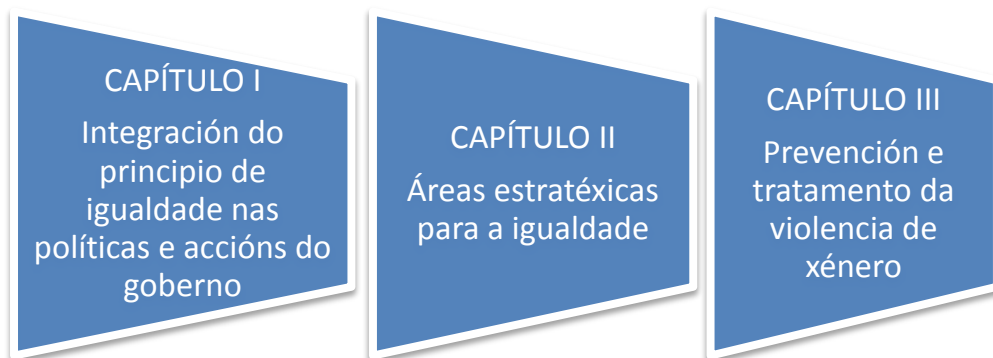 CAPÍTULO I
Integración do
principio de
igualdade nas
políticas e accións do
goberno
CAPÍTULO II
Áreas estratéxicas
para a igualdade
CAPÍTULO III
Prevención e
tratamento da
violencia de
xénero